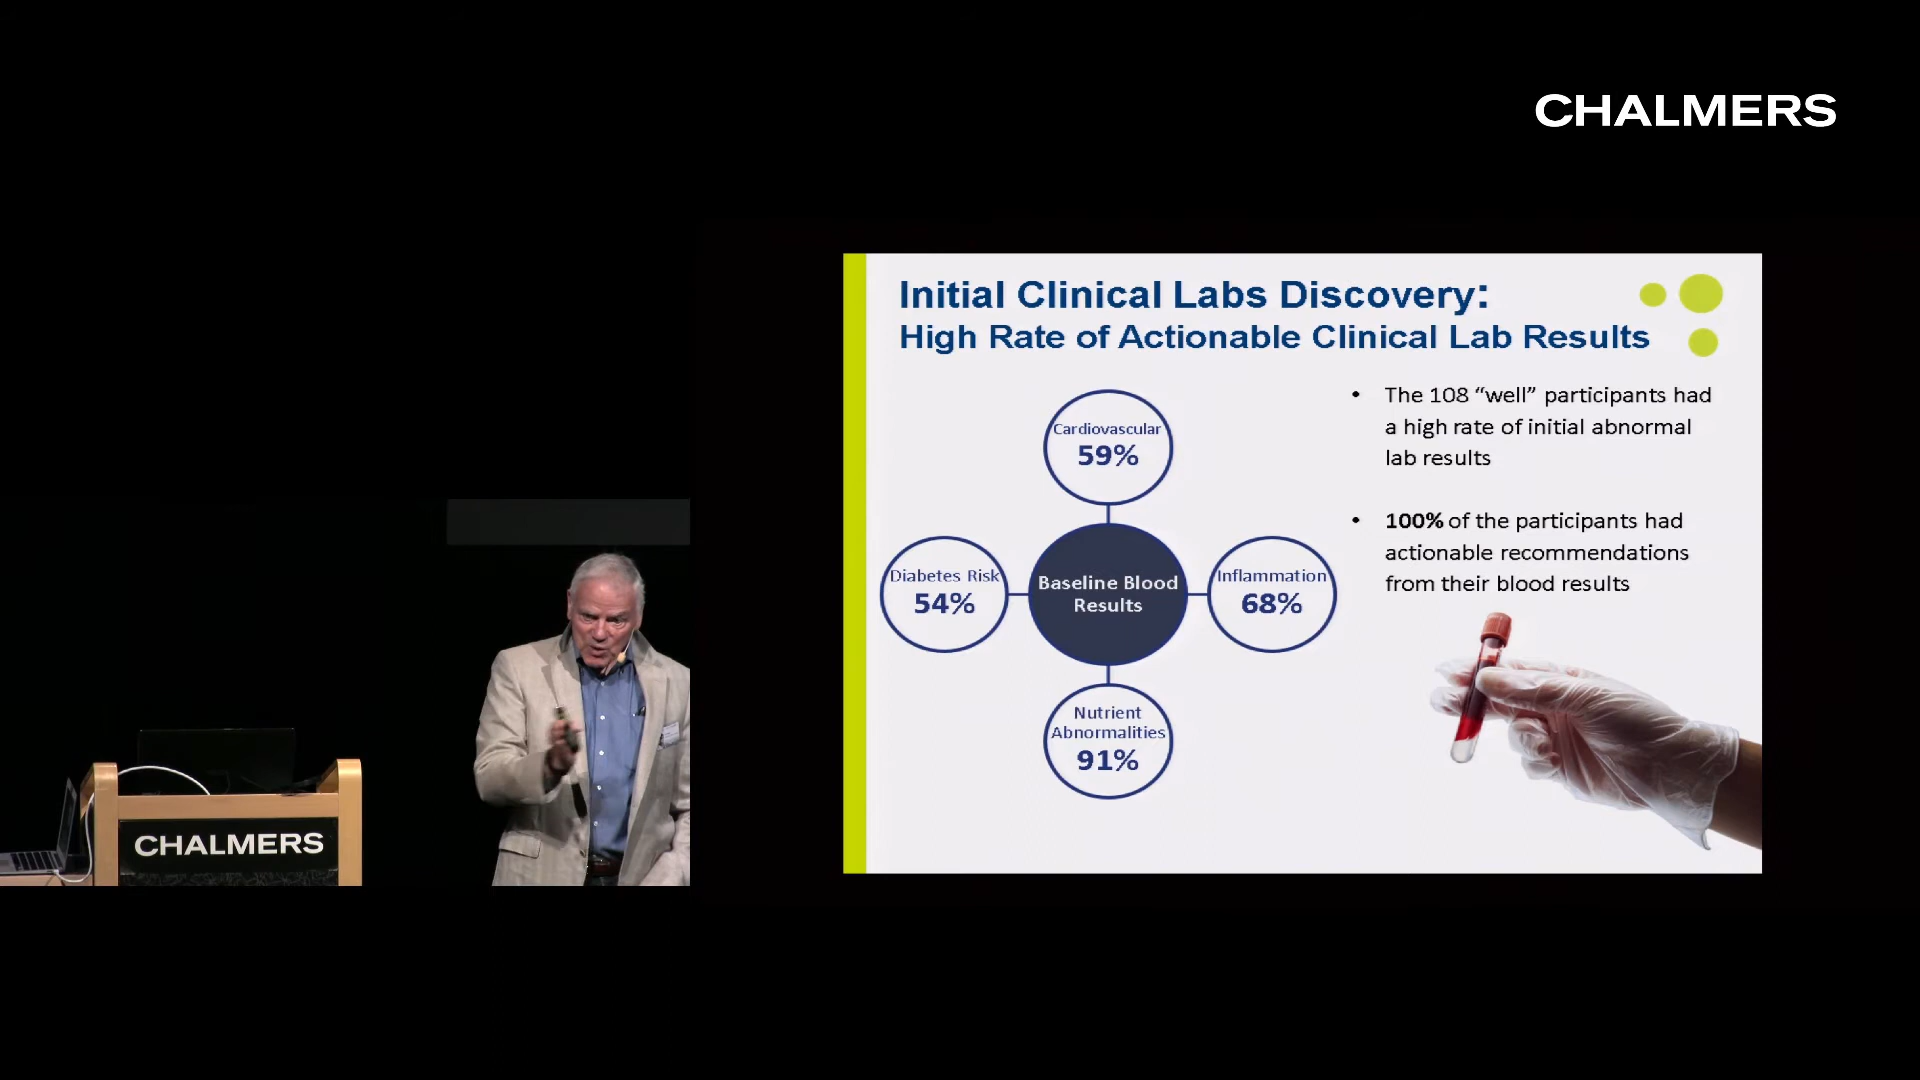 CHALMERS
Initial Clinical Labs Discovery:
High Rate of Actionable Clinical Lab Results
Cardiovascular
59%
Diabetes Risk
54%
Baseline Blood
Results
Inflammation
68%
Nutrient
Abnormalities
91%
• The 108 “well” participants had
a high rate of initial abnormal
lab results
• 100% of the participants had
actionable recommendations
from their blood results
CHALMERS